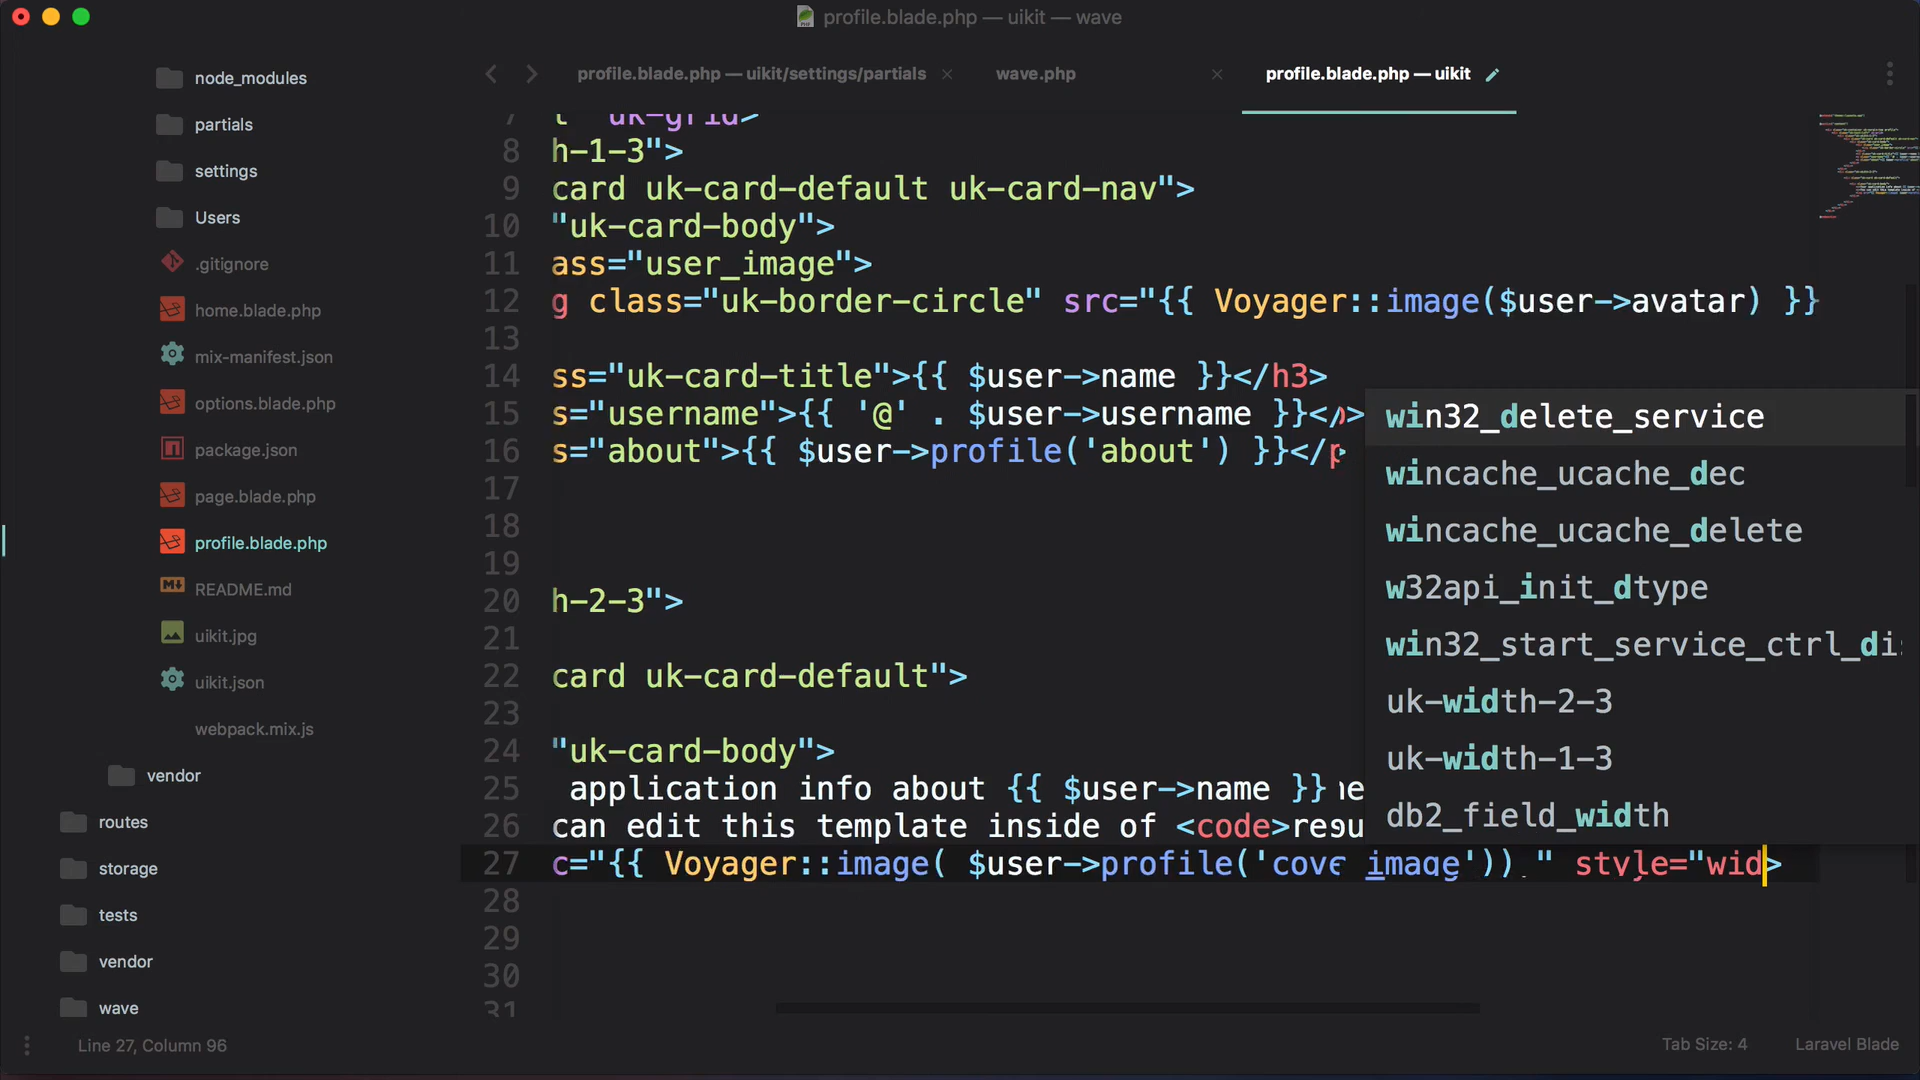 profile.blade.php — uikit — wave
node_modules
partials
settings
Users
.gitignore
home.blade.php
mix-manifest.json
options.blade.php
package.json
page.blade.php
profile.blade.php
README.md
uikit.jpg
uikit.json
webpack.mix.js
vendor
routes
storage
tests
vendor
wave
profile.blade.php — uikit/settings/partials
wave.php
profile.blade.php — uikit
7 t" uk-grid>
8 h-1-3">
9 card uk-card-default uk-card-nav">
10 "uk-card-body">
11 ass="user_image">
12 g class="uk-border-circle" src="{{ Voyager::image($user->avatar) }}
13
14 ss="uk-card-title">{{ $user->name }}</h3>
15 s="username">{{ '@' . $user->username }}</p>
16 s="about">{{ $user->profile('about') }}</p>
17
18
19
20 h-2-3">
21
22 card uk-card-default">
23
24 "uk-card-body">
25 application info about {{ $user->name }} he
26 can edit this template inside of <code>resou
27 c="{{ Voyager::image( $user->profile('cove image')) " style="wid>
28
29
30
31
win32_delete_service
wincache_ucache_dec
wincache_ucache_delete
w32api_init_dtype
win32_start_service_ctrl_dis
uk-width-2-3
uk-width-1-3
db2_field_width
Line 27, Column 96
Tab Size: 4
Laravel Blade